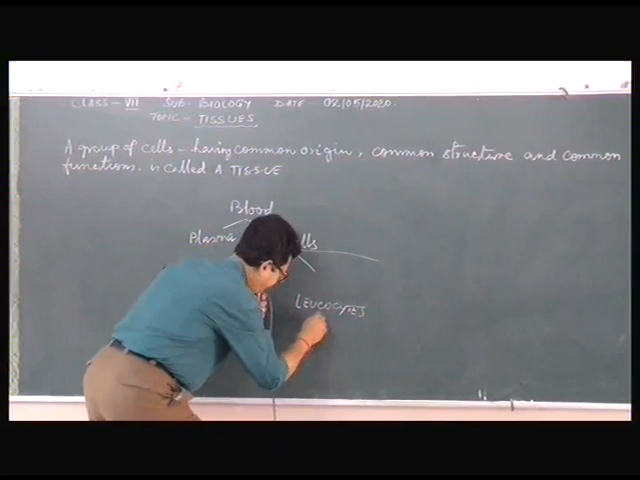 CLASS - VII SUB - BIOLOGY DATE - 02/05/2020.
TOPIC - TISSUES
A group of cells - having common origin, common structure and common
functions. is called A TISSUE
Blood
Plasma lls
LEUCOCYTES